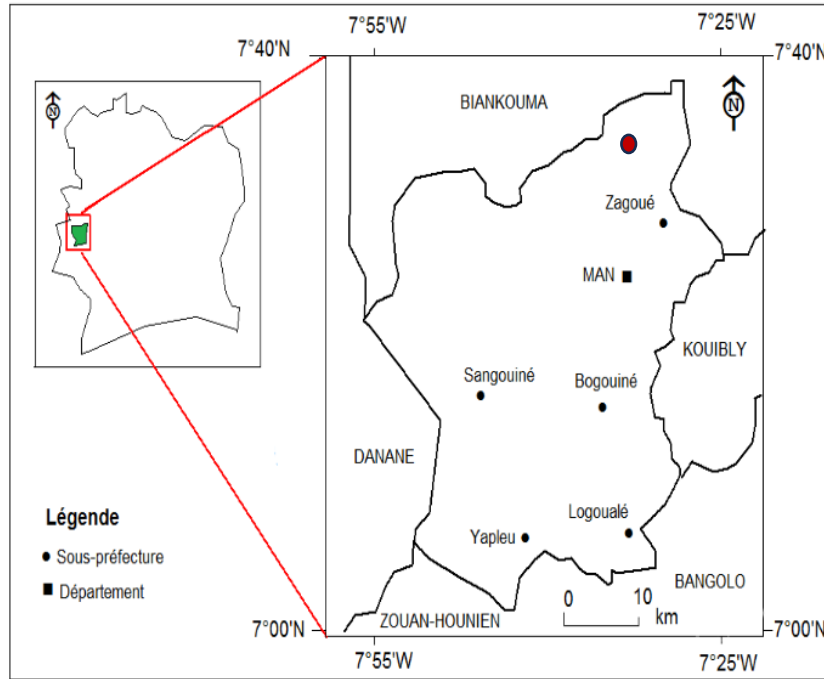 7°55'W 7°25'W
7°40'N 7°40'N
N
N
BIANKOUMA
Zagoué
MAN
KOUIBLY
Sangouiné
Bogouiné
DANANE
Légende
Sous-préfecture
Département
Yapleu
Logoualé
BANGOLO
0 10
km
ZOUAN-HOUNIEN
7°00'N 7°00'N
7°55'W 7°25'W